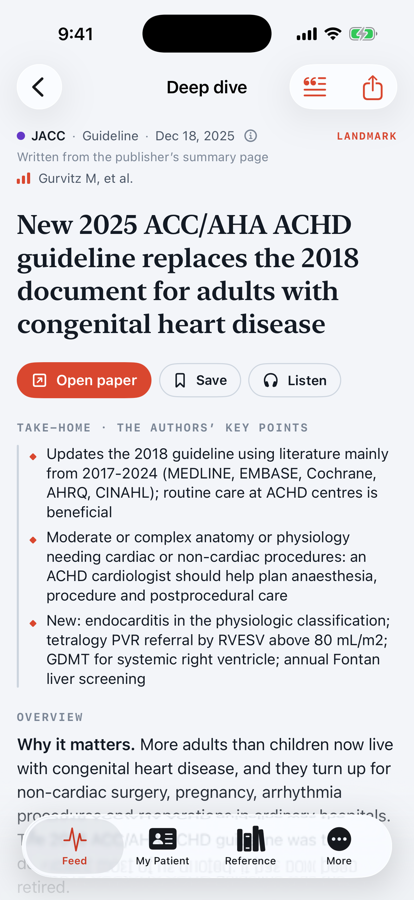 9:41
Deep dive
JACC · Guideline · Dec 18, 2025
LANDMARK
Written from the publisher's summary page
Gurvitz M, et al.
New 2025 ACC/AHA ACHD
guideline replaces the 2018
document for adults with
congenital heart disease
Open paper
Save
Listen
TAKE-HOME · THE AUTHORS' KEY POINTS
Updates the 2018 guideline using literature mainly
from 2017-2024 (MEDLINE, EMBASE, Cochrane,
AHRQ, CINAHL); routine care at ACHD centres is
beneficial
Moderate or complex anatomy or physiology
needing cardiac or non-cardiac procedures: an
ACHD cardiologist should help plan anaesthesia,
procedure and postprocedural care
New: endocarditis in the physiologic classification;
tetralogy PVR referral by RVESV above 80 mL/m2;
GDMT for systemic right ventricle; annual Fontan
liver screening
OVERVIEW
Why it matters. More adults than children now live
with congenital heart disease, and they turn up for
non-cardiac surgery, pregnancy, arrhythmia
procedures and reoperations in ordinary hospitals.
retired.
Feed
My Patient
Reference
More